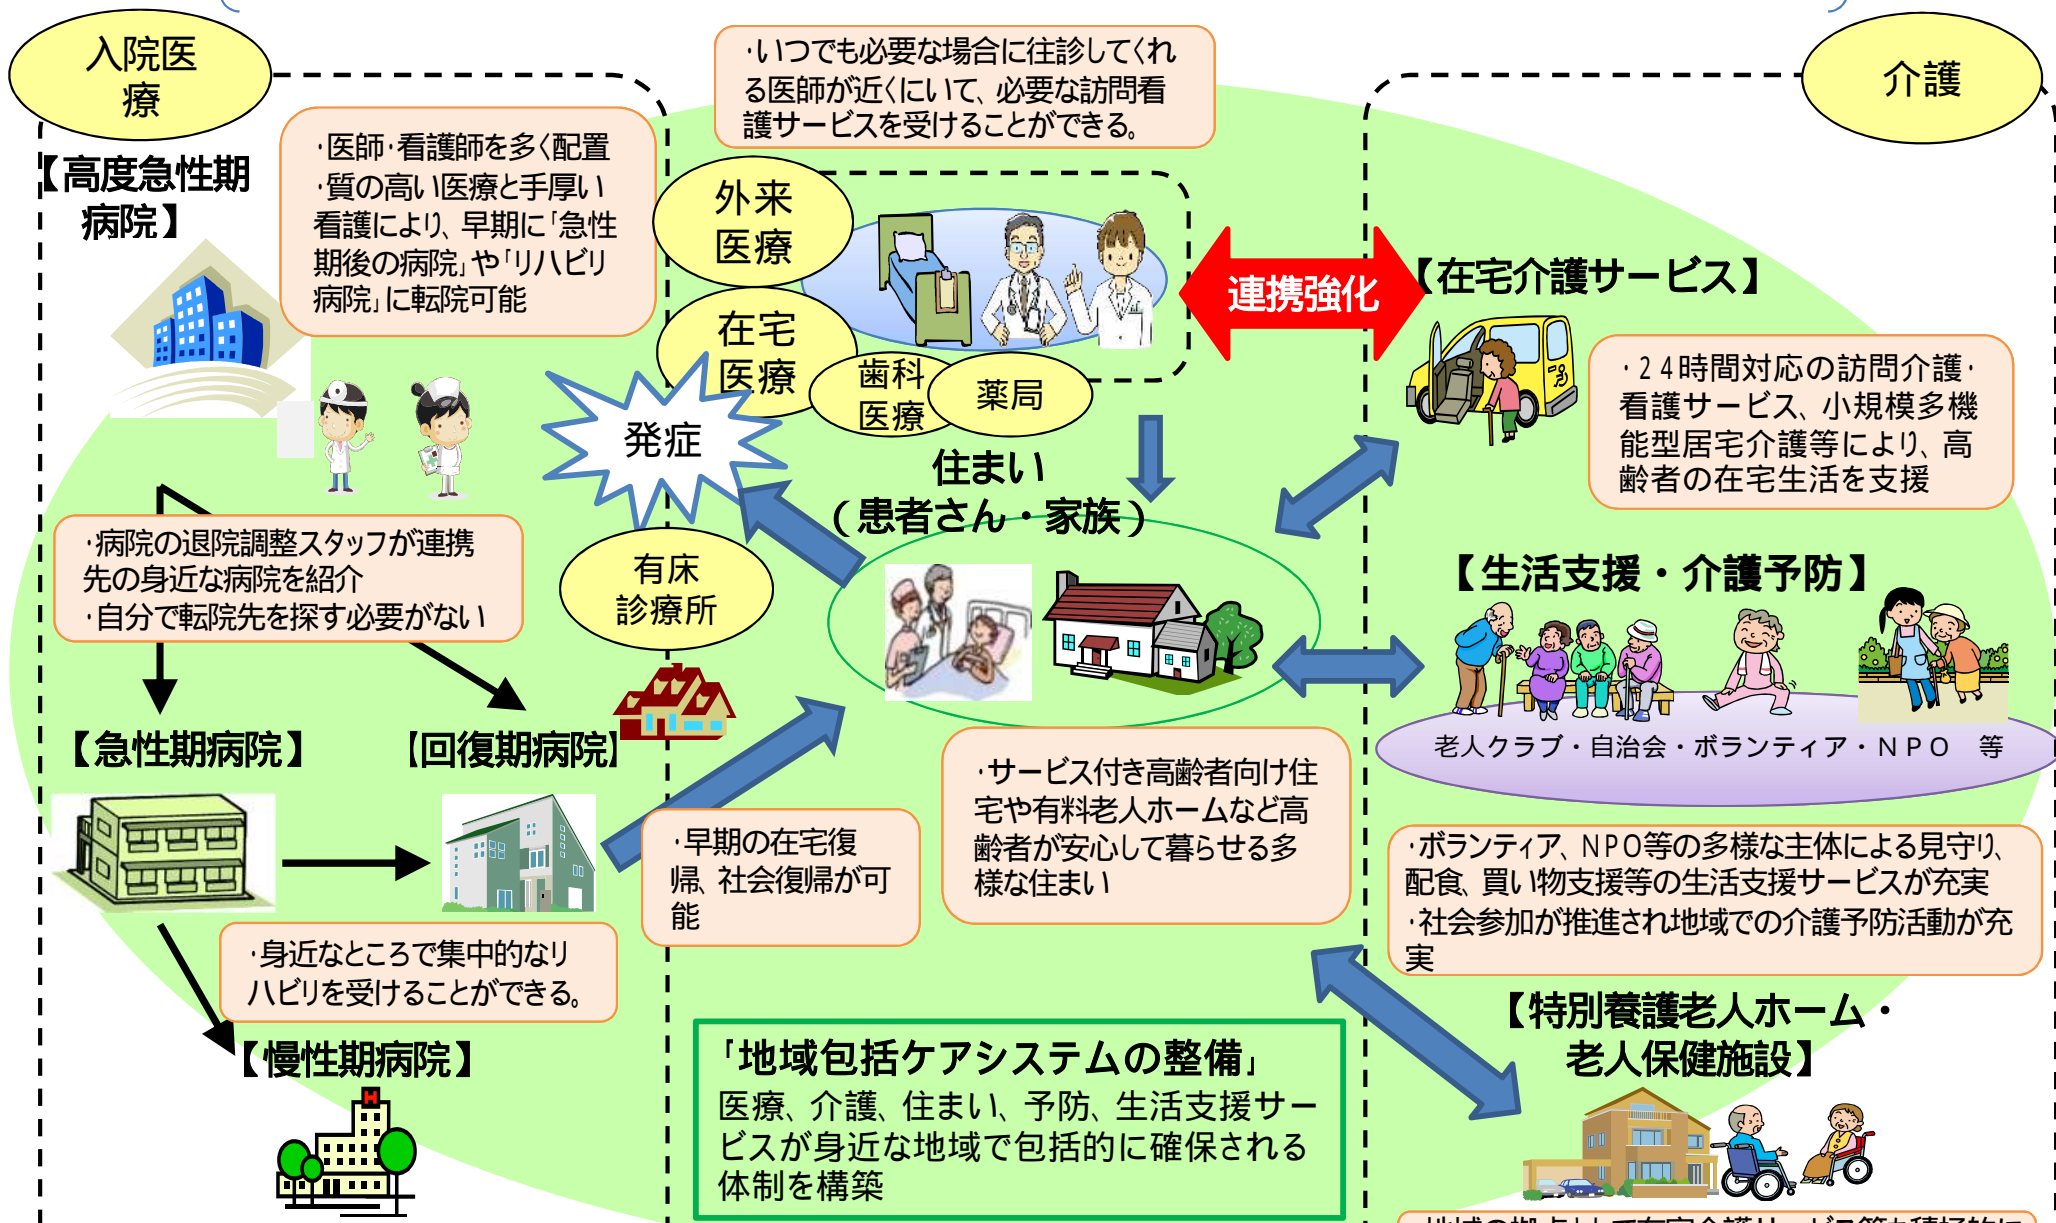 入院医
療
介護
・いつでも必要な場合に往診してくれ
る医師が近くにいて、必要な訪問看
護サービスを受けることができる。
【高度急性期
病院】
・医師・看護師を多く配置
・質の高い医療と手厚い
看護により、早期に「急性
期後の病院」や「リハビリ
病院」に転院可能
外来
医療
在宅
医療
歯科
医療
薬局
連携強化
【在宅介護サービス】
・24時間対応の訪問介護・
看護サービス、小規模多機
能型居宅介護等により、高
齢者の在宅生活を支援
発症
住まい
（患者さん・家族）
・病院の退院調整スタッフが連携
先の身近な病院を紹介
・自分で転院先を探す必要がない
有床
診療所
【生活支援・介護予防】
老人クラブ・自治会・ボランティア・NPO 等
【急性期病院】
【回復期病院】
・早期の在宅復
帰、社会復帰が可
能
・サービス付き高齢者向け住
宅や有料老人ホームなど高
齢者が安心して暮らせる多
様な住まい
・ボランティア、NPO等の多様な主体による見守り、
配食、買い物支援等の生活支援サービスが充実
・社会参加が推進され地域での介護予防活動が充
実
・身近なところで集中的なリ
ハビリを受けることができる。
【慢性期病院】
H
「地域包括ケアシステムの整備」
医療、介護、住まい、予防、生活支援サー
ビスが身近な地域で包括的に確保される
体制を構築
【特別養護老人ホーム・
老人保健施設】
・地域の拠点として在宅介護サービス等も積極的に